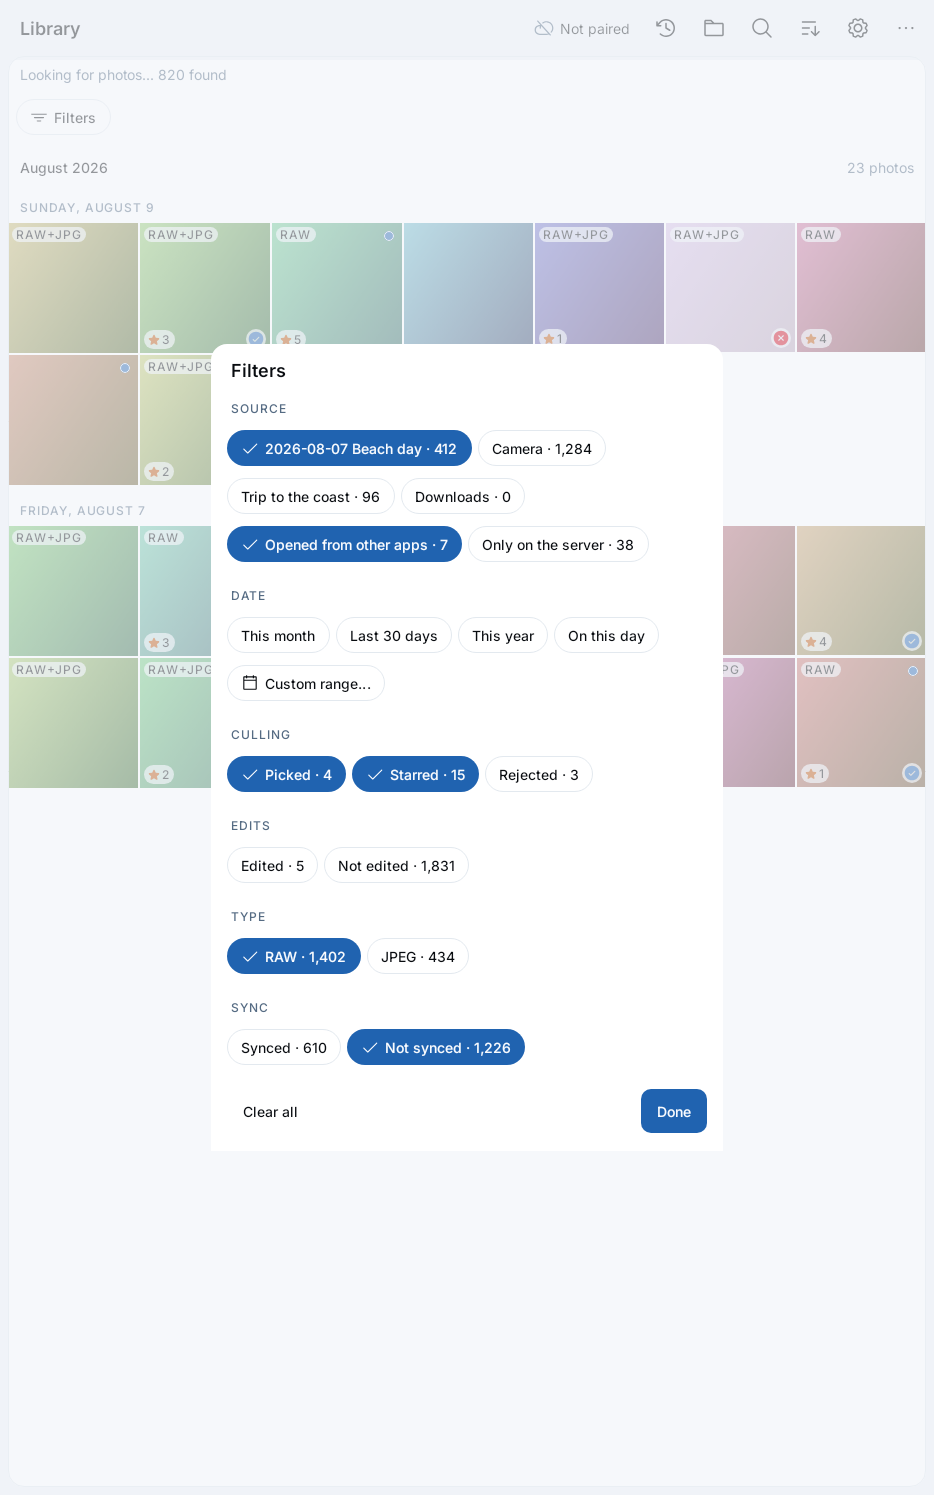 Library
Not paired
Looking for photos... 820 found
Filters
August 2026
23 photos
SUNDAY, AUGUST 9
RAW+JPG
RAW+JPG
RAW
RAW+JPG
RAW+JPG
RAW
3
5
1
4
RAW+JPG
2
Filters
SOURCE
2026-08-07 Beach day · 412
Camera · 1,284
Trip to the coast · 96
Downloads · 0
Opened from other apps · 7
Only on the server · 38
DATE
This month
Last 30 days
This year
On this day
Custom range...
CULLING
Picked · 4
Starred · 15
Rejected · 3
EDITS
Edited · 5
Not edited · 1,831
TYPE
RAW · 1,402
JPEG · 434
SYNC
Synced · 610
Not synced · 1,226
Clear all
Done
FRIDAY, AUGUST 7
RAW+JPG
RAW
3
4
RAW+JPG
RAW+JPG
PG
RAW
2
1